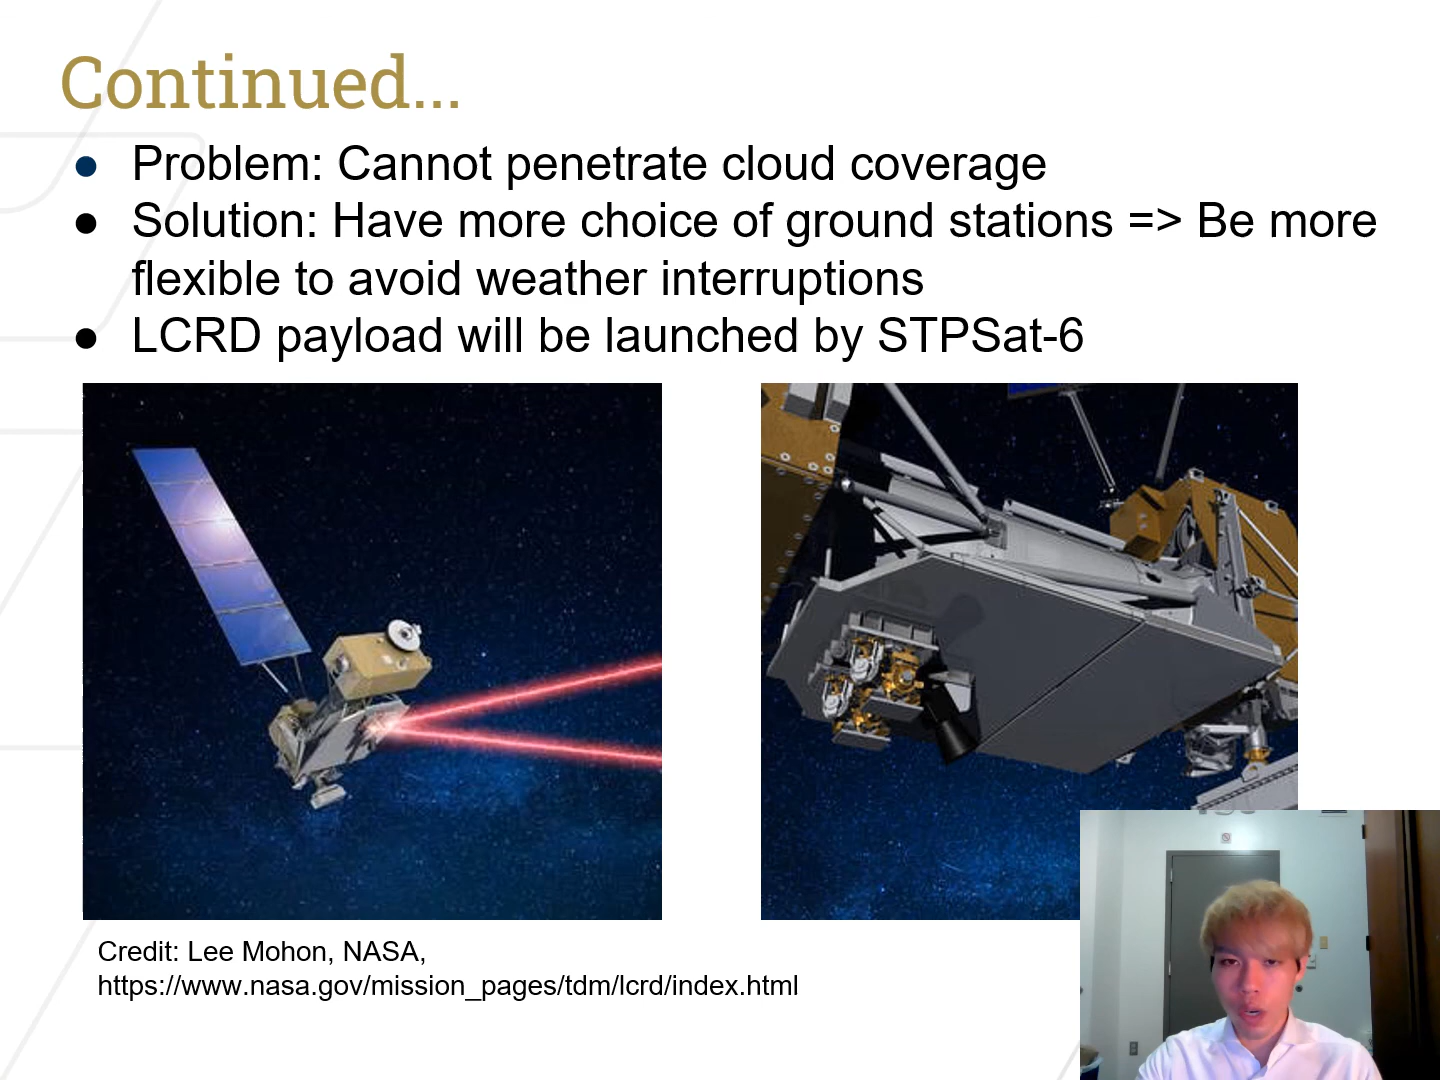 Continued...
● Problem: Cannot penetrate cloud coverage
● Solution: Have more choice of ground stations => Be more
flexible to avoid weather interruptions
● LCRD payload will be launched by STPSat-6
Credit: Lee Mohon, NASA,
https://www.nasa.gov/mission_pages/tdm/lcrd/index.html